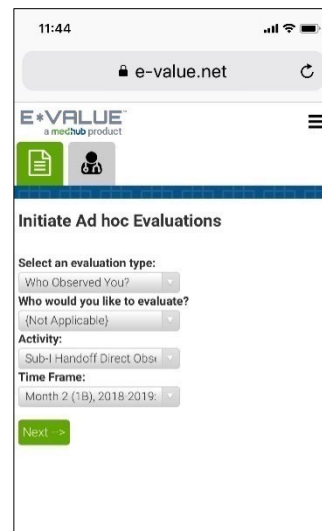 11:44
e-value.net
E*VALUE
a medhub product
Initiate Ad hoc Evaluations
Select an evaluation type:
Who Observed You?
Who would you like to evaluate?
{Not Applicable}
Activity:
Sub-I Handoff Direct Obse
Time Frame:
Month 2 (1B), 2018-2019:
Next -->